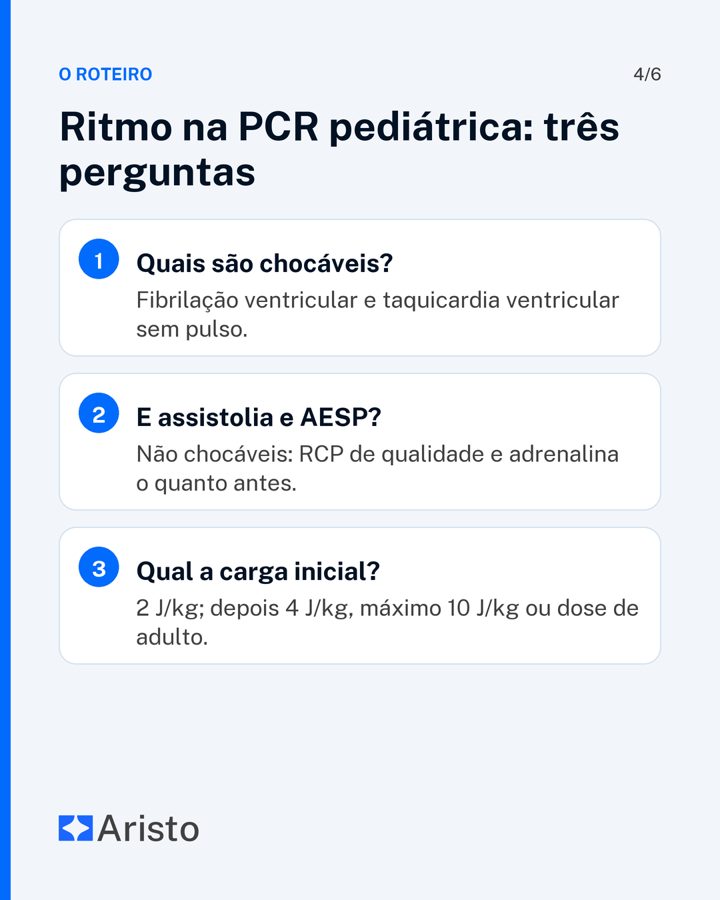 O ROTEIRO
4/6
Ritmo na PCR pediátrica: três
perguntas
1
Quais são chocáveis?
Fibrilação ventricular e taquicardia ventricular
sem pulso.
2
E assistolia e AESP?
Não chocáveis: RCP de qualidade e adrenalina
o quanto antes.
3
Qual a carga inicial?
2 J/kg; depois 4 J/kg, máximo 10 J/kg ou dose de
adulto.
Aristo